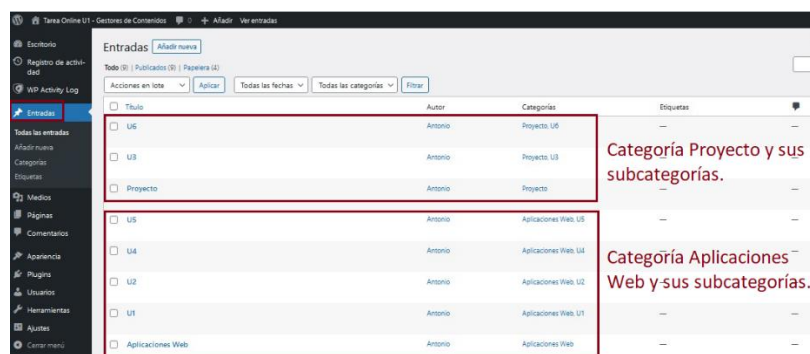 Tarea Online U1 - Gestores de Contenidos 0 + Añadir Ver entradas
Escritorio
Registro de activi-
dad
WP Activity Log
Entradas
Todas las entradas
Añadir nueva
Categorías
Etiquetas
Medios
Páginas
Comentarios
Apariencia
Plugins
Usuarios
Herramientas
Ajustes
Cerrar menú
Entradas Añadir nueva
Todo (9) | Publicados (9) | Papelera (4)
Acciones en lote Aplicar Todas las fechas Todas las categorías Filtrar
Título Autor Categorías Etiquetas
U6 Antonio Proyecto, U6 —
U3 Antonio Proyecto, U3 —
Proyecto Antonio Proyecto — —
Categoría Proyecto y sus
subcategorías.
U5 Antonio Aplicaciones Web, U5 — —
U4 Antonio Aplicaciones Web, U4 — —
U2 Antonio Aplicaciones Web, U2 —
U1 Antonio Aplicaciones Web, U1 — —
Aplicaciones Web Antonio Aplicaciones Web — —
Categoría Aplicaciones
Web y sus subcategorías.